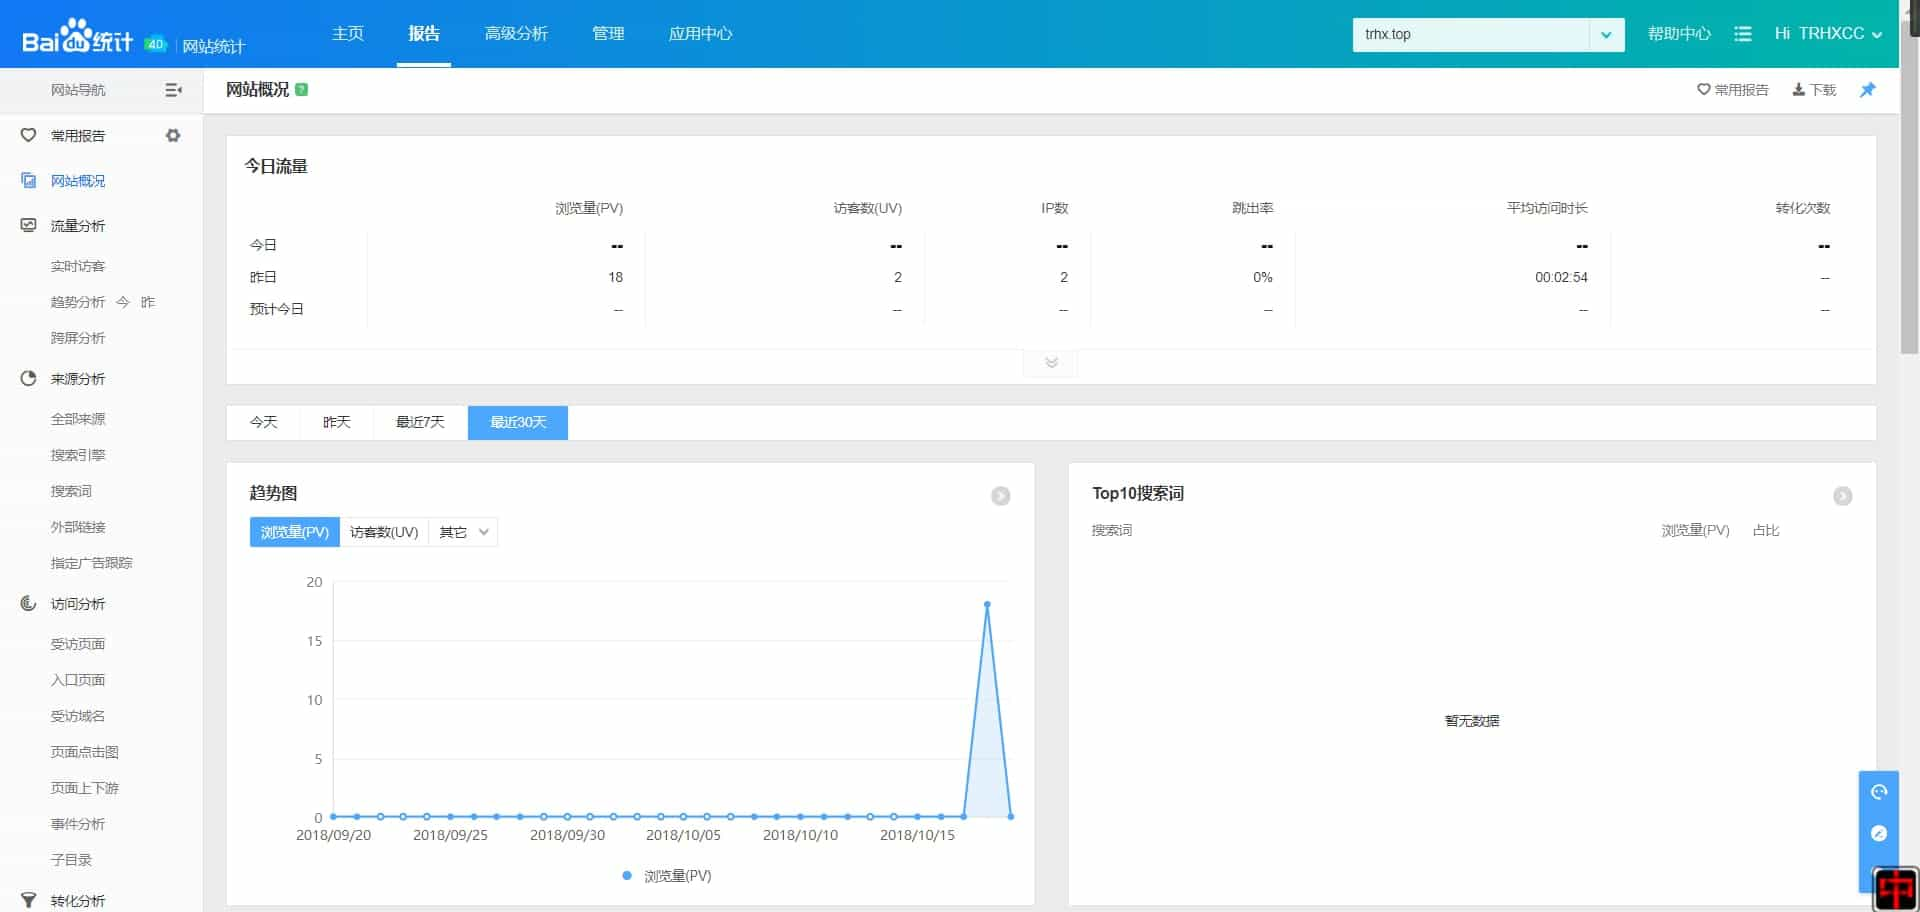 Bai du 统计 4.0 网站统计 主页 报告 高级分析 管理 应用中心 trhx.top 帮助中心 Hi TRHXCC
网站导航
常用报告
网站概况
流量分析
实时访客
趋势分析 今 昨
跨屏分析
来源分析
全部来源
搜索引擎
搜索词
外部链接
指定广告跟踪
访问分析
受访页面
入口页面
受访域名
页面点击图
页面上下游
事件分析
子目录
转化分析
网站概况 ? 常用报告 下载
今日流量
浏览量(PV) 访客数(UV) IP数 跳出率 平均访问时长 转化次数
今日 -- -- -- -- -- --
昨日 18 2 2 0% 00:02:54 --
预计今日 -- -- -- -- -- --
今天 昨天 最近7天 最近30天
趋势图
浏览量(PV) 访客数(UV) 其它
20
15
10
5
0
2018/09/20 2018/09/25 2018/09/30 2018/10/05 2018/10/10 2018/10/15
浏览量(PV)
Top10搜索词
搜索词 浏览量(PV) 占比
暂无数据
中